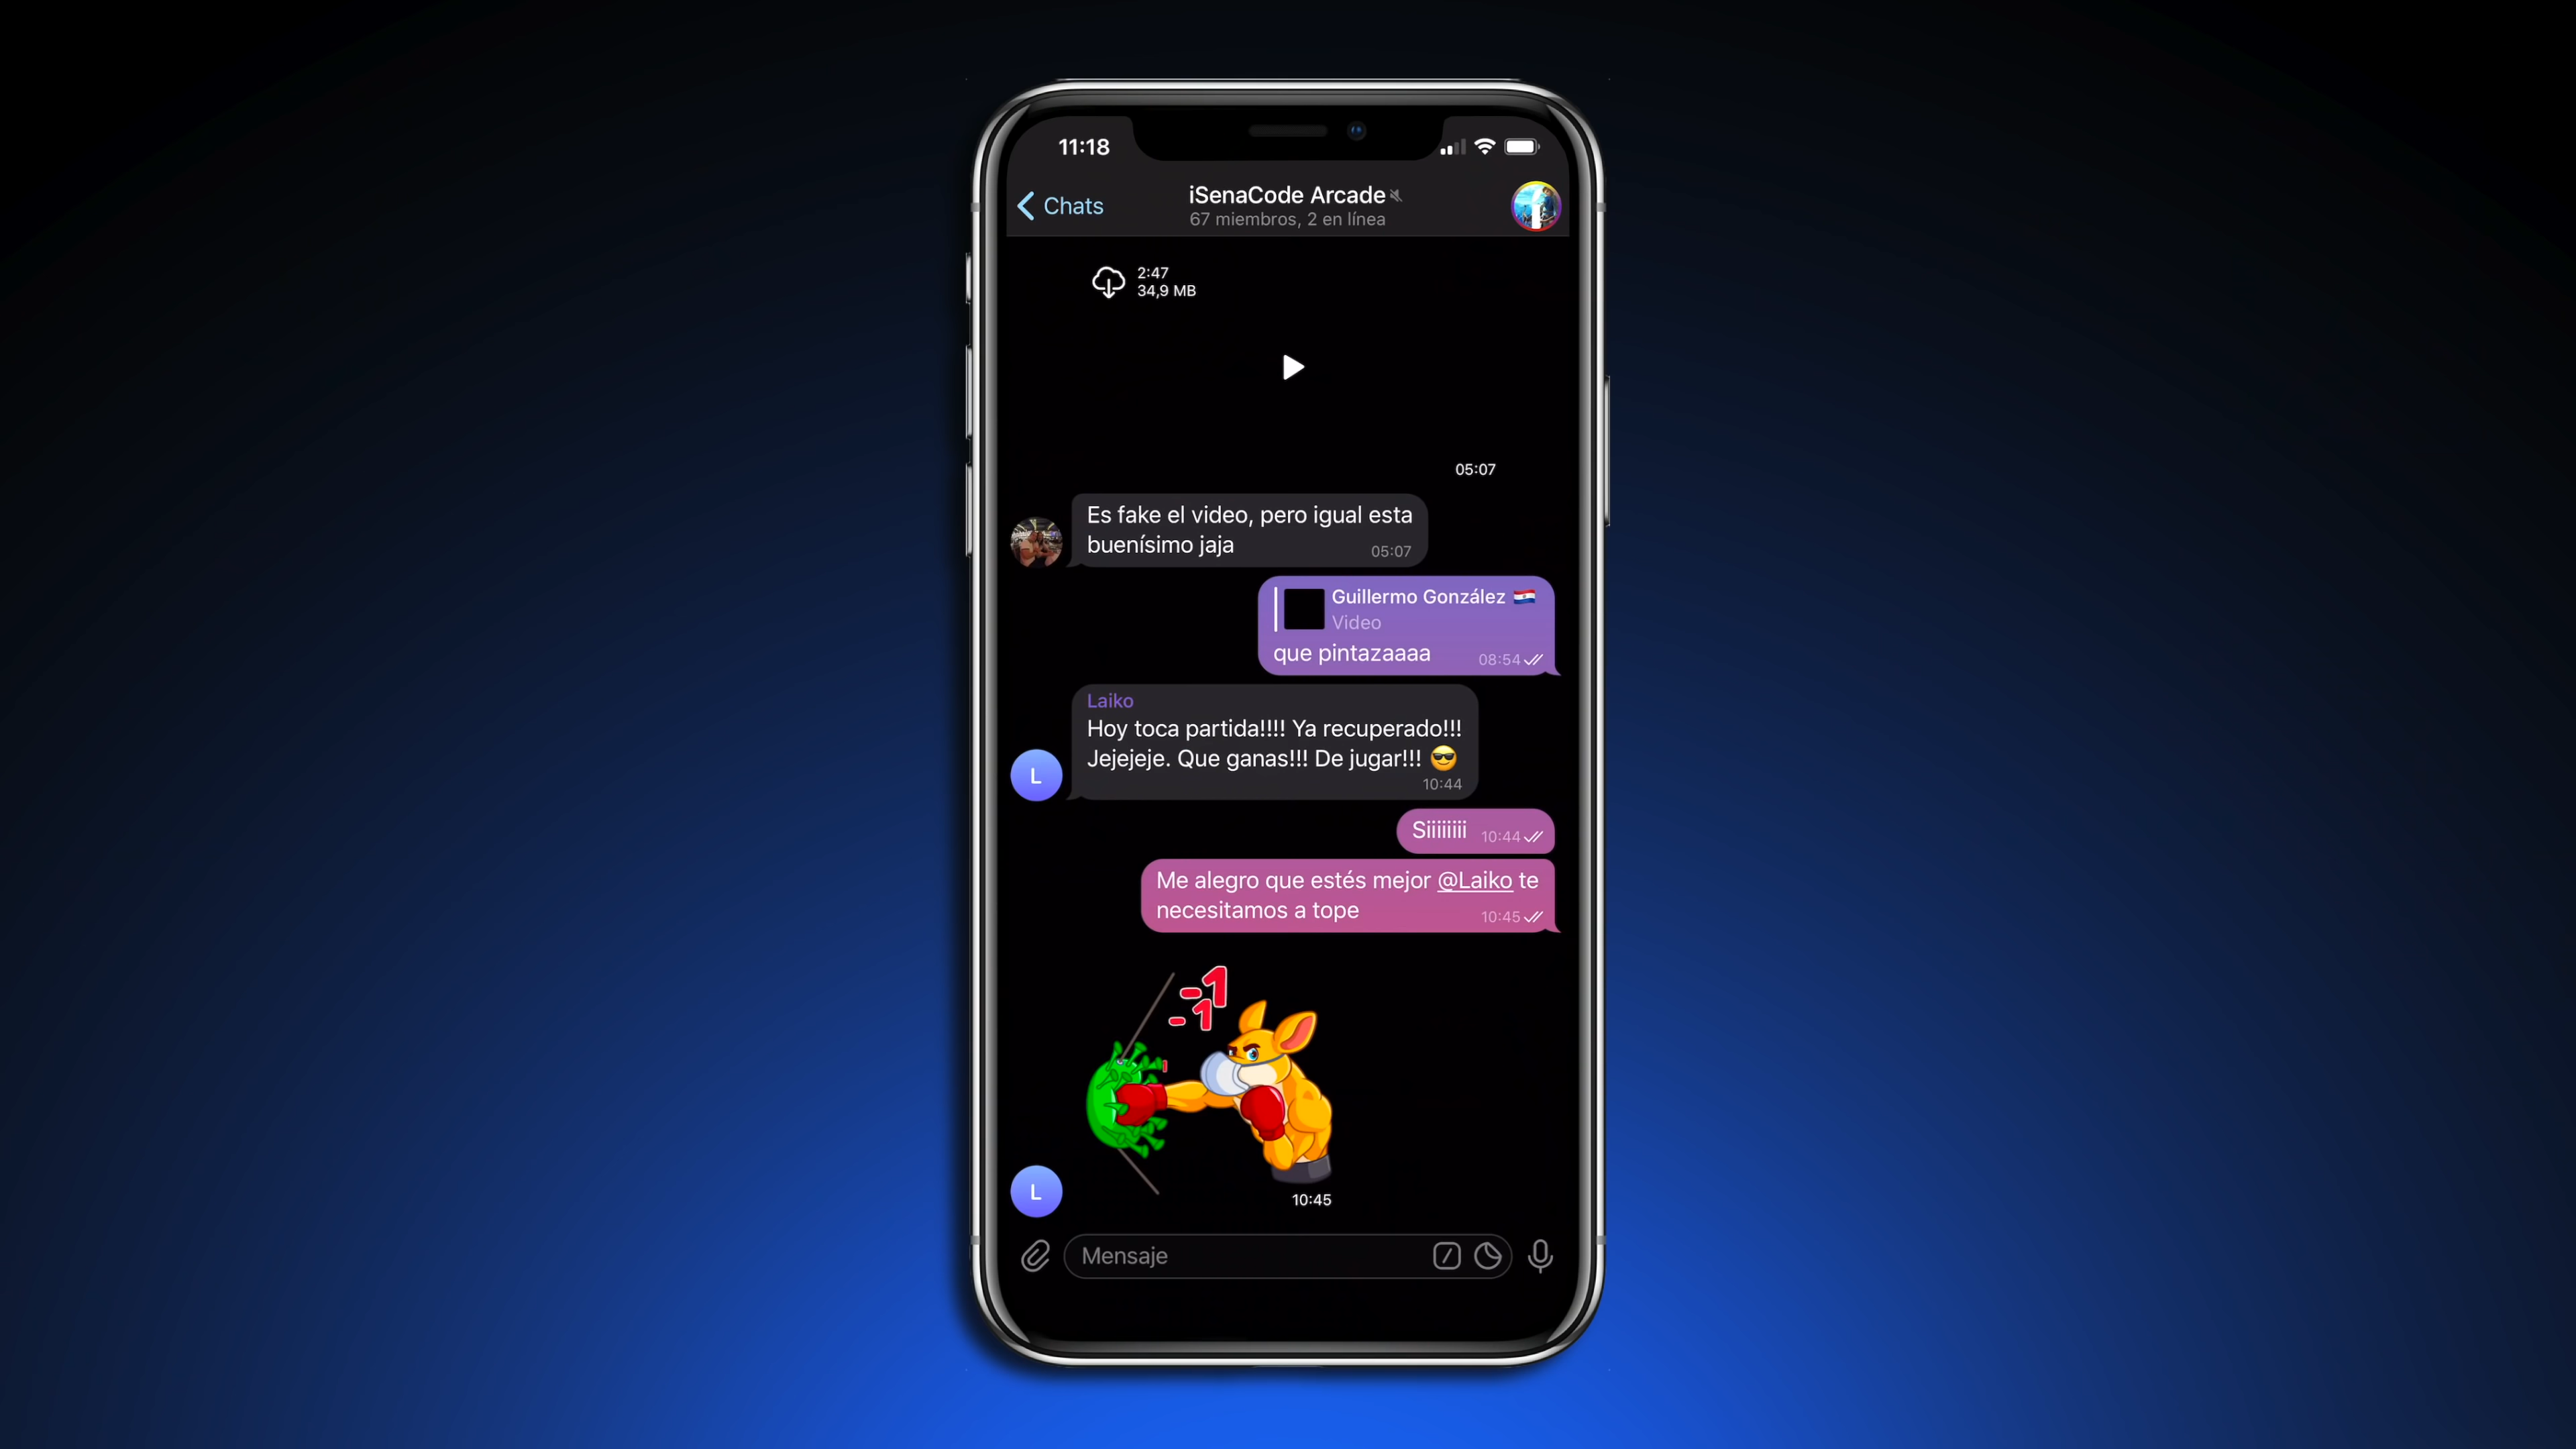 11:18
Chats
iSenaCode Arcade
67 miembros, 2 en línea
2:47
34,9 MB
05:07
Es fake el video, pero igual esta
buenísimo jaja
05:07
Guillermo González 🇵🇾
Video
que pintazaaaa
08:54
Laiko
Hoy toca partida!!!! Ya recuperado!!!
Jejejeje. Que ganas!!! De jugar!!! 😎
10:44
L
Siiiiiiii
10:44
Me alegro que estés mejor @Laiko te
necesitamos a tope
10:45
-1
-1
L
10:45
Mensaje